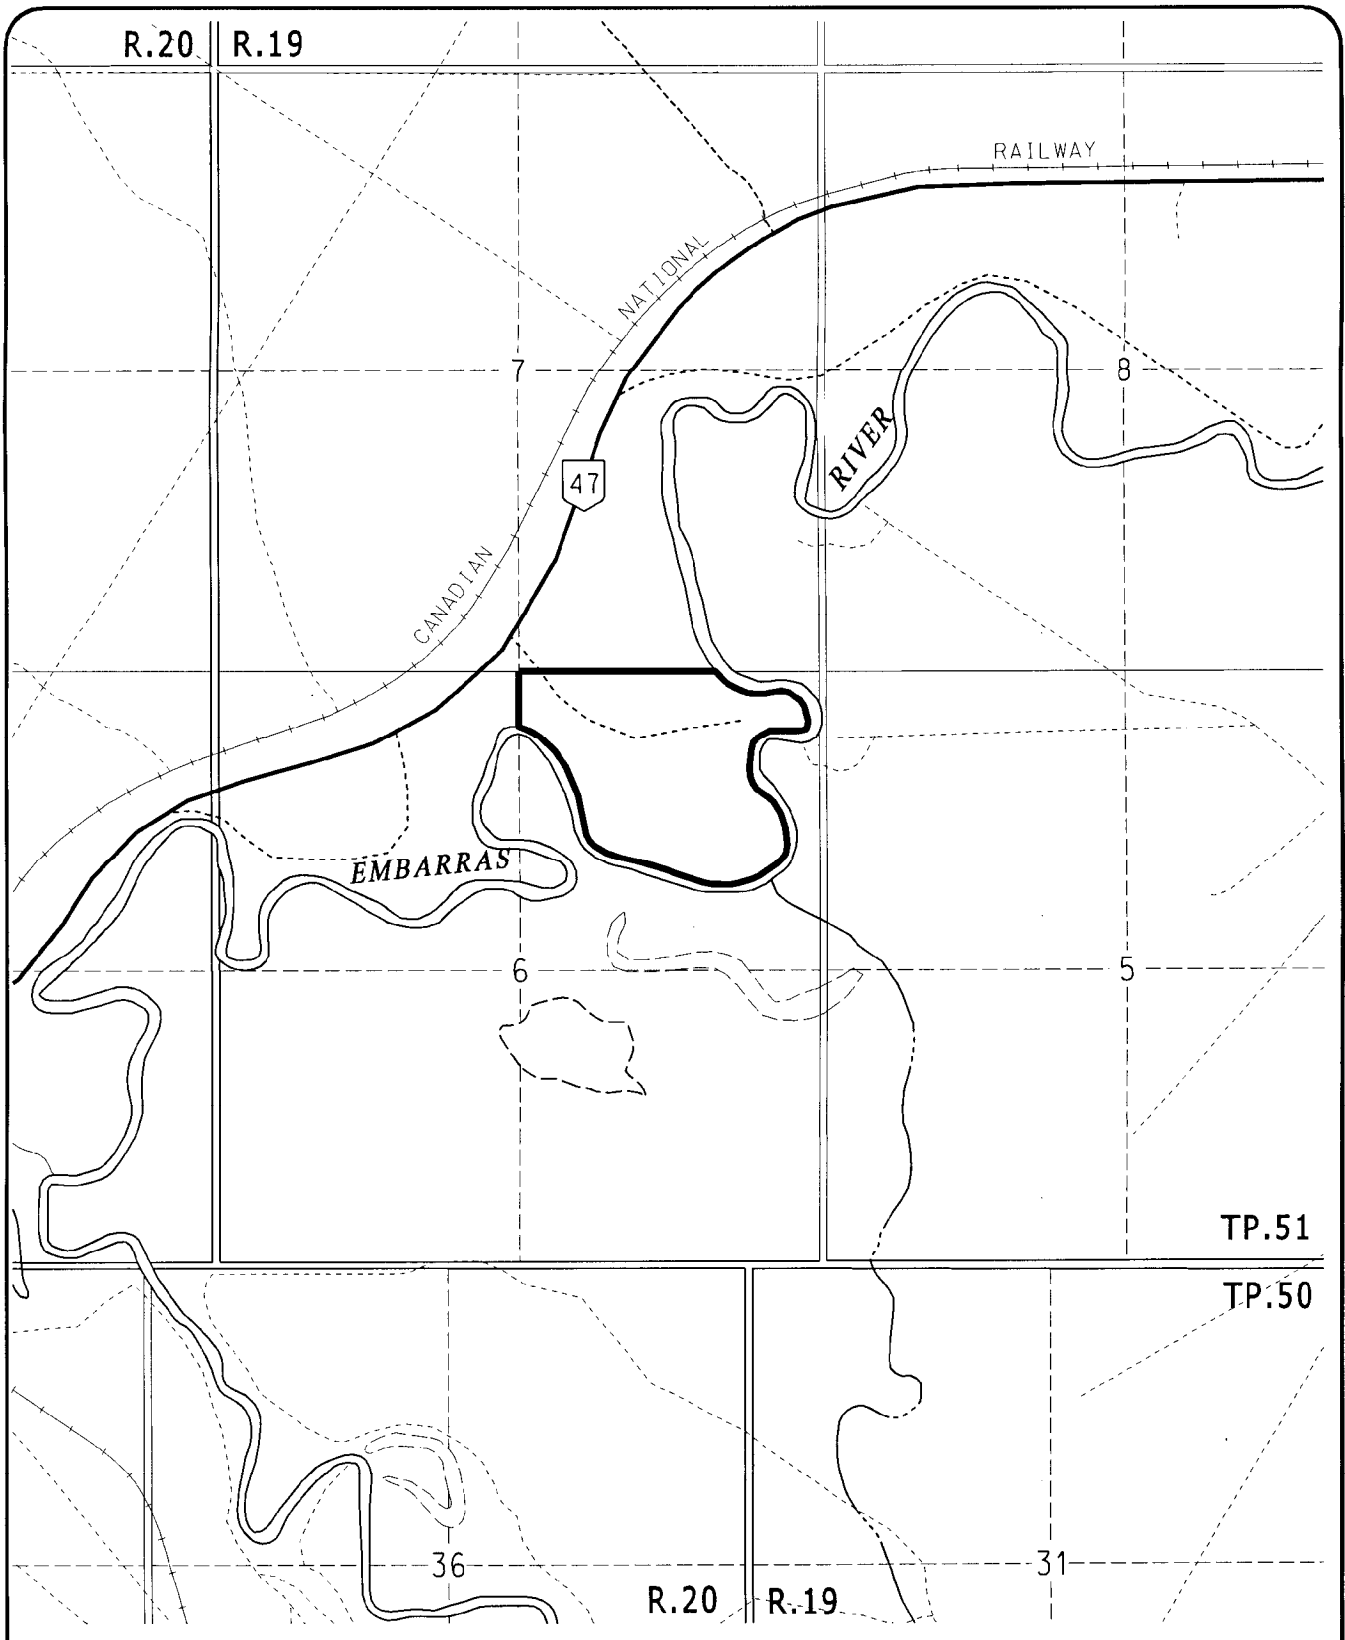 R.20 R.19
RAILWAY
NATIONAL
7
8
RIVER
47
CANADIAN
EMBARRAS
6
5
TP.51
TP.50
36
31
R.20 R.19